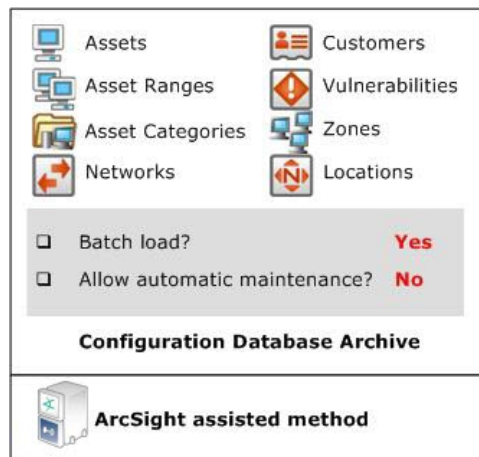 Assets
Customers
Asset Ranges
Vulnerabilities
Asset Categories
Zones
Networks
N
Locations
Batch load? Yes
Allow automatic maintenance? No
Configuration Database Archive
ArcSight assisted method